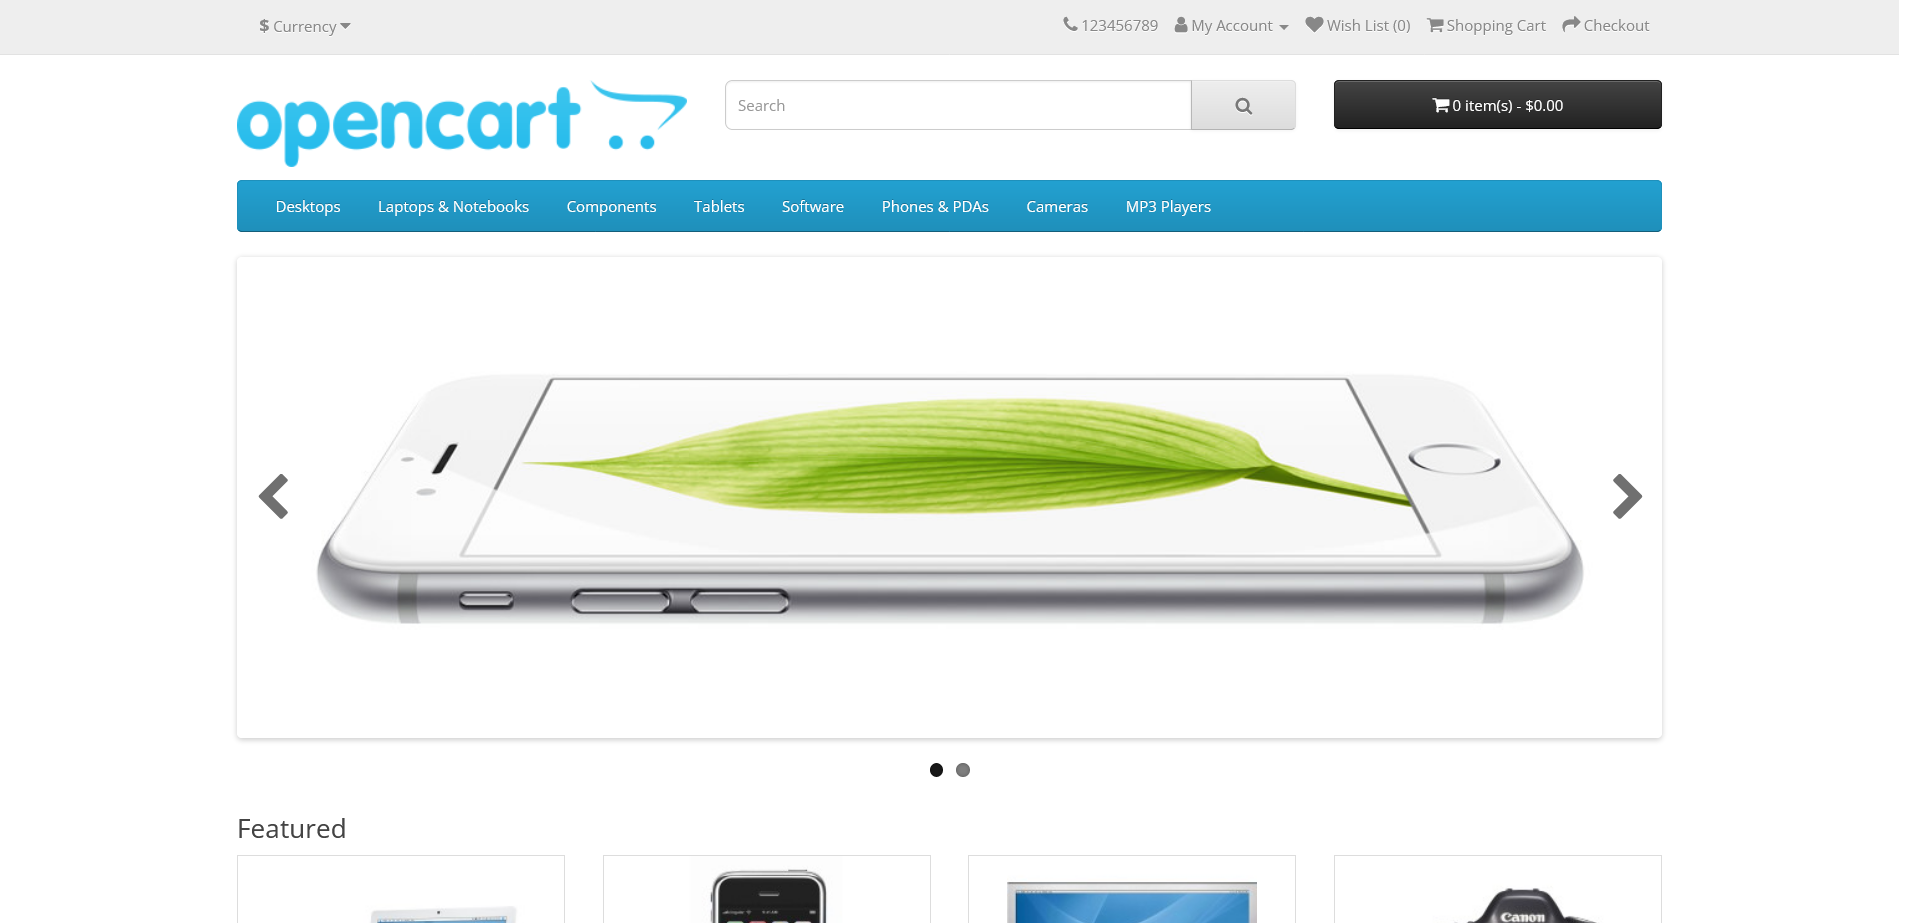 $ Currency
123456789 My Account Wish List (0) Shopping Cart Checkout
opencart
Search
0 item(s) - $0.00
Desktops Laptops & Notebooks Components Tablets Software Phones & PDAs Cameras MP3 Players
Featured
Canon